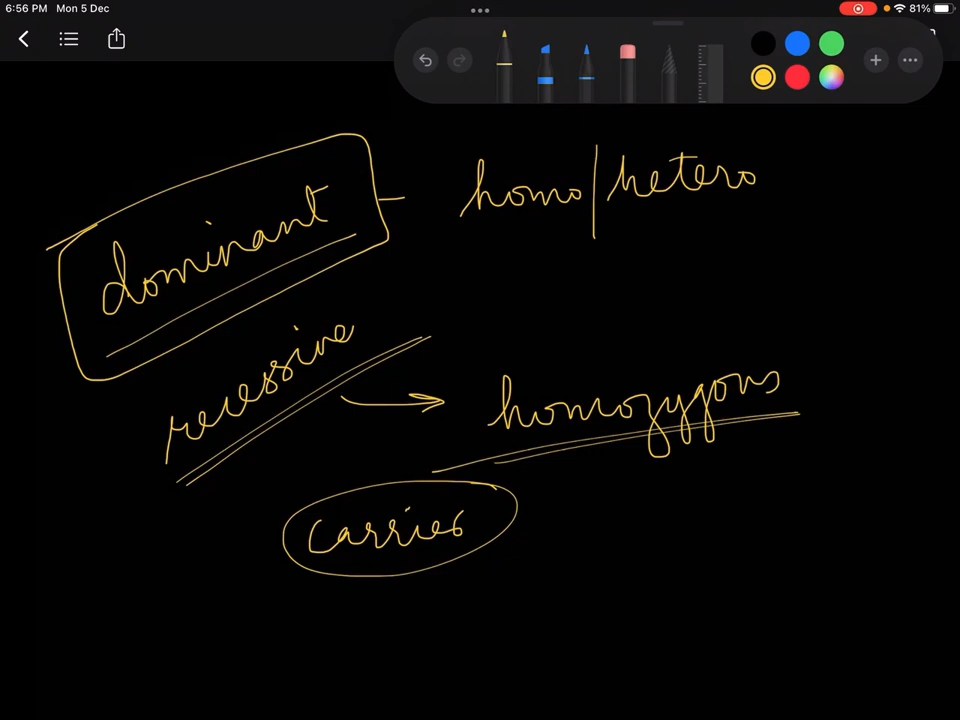 6:56 PM Mon 5 Dec
81%
dominant - homo/hetero
recessive → homozygous
carrier